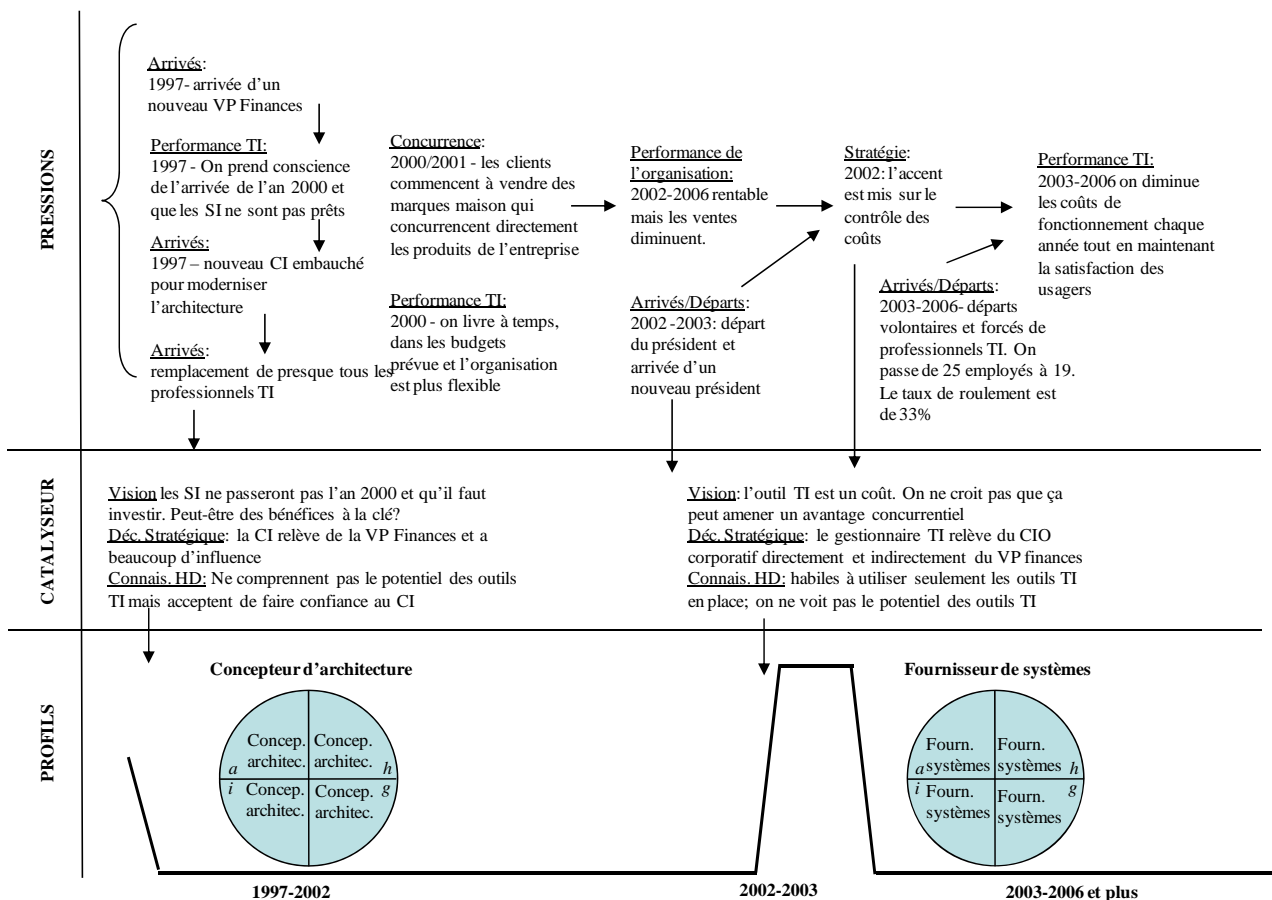 PRESSIONS
Arrivés:
1997- arrivée d'un
nouveau VP Finances
Performance TI:
1997 - On prend conscience
de l'arrivée de l'an 2000 et
que les SI ne sont pas prêts
Arrivés:
1997 – nouveau CI embauché
pour moderniser
l'architecture
Arrivés:
remplacement de presque tous les
professionnels TI
Concurrence:
2000/2001 - les clients
commencent à vendre des
marques maison qui
concurrencent directement
les produits de l'entreprise
Performance TI:
2000 - on livre à temps,
dans les budgets
prévue et l'organisation
est plus flexible
Performance de
l'organisation:
2002-2006 rentable
mais les ventes
diminuent.
Arrivés/Départs:
2002 -2003: départ
du président et
arrivée d'un
nouveau président
Stratégie:
2002: l'accent
est mis sur le
contrôle des
coûts
Arrivés/Départs:
2003-2006- départs
volontaires et forcés de
professionnels TI. On
passe de 25 employés à 19.
Le taux de roulement est
de 33%
Performance TI:
2003-2006 on diminue
les coûts de
fonctionnement chaque
année tout en maintenant
la satisfaction des
usagers
CATALYSEUR
Vision les SI ne passeront pas l'an 2000 et qu'il faut
investir. Peut-être des bénéfices à la clé?
Déc. Stratégique: la CI relève de la VP Finances et a
beaucoup d'influence
Connais. HD: Ne comprennent pas le potentiel des outils
TI mais acceptent de faire confiance au CI
Vision: l'outil TI est un coût. On ne croit pas que ça
peut amener un avantage concurrentiel
Déc. Stratégique: le gestionnaire TI relève du CIO
corporatif directement et indirectement du VP finances
Connais. HD: habiles à utiliser seulement les outils TI
en place; on ne voit pas le potentiel des outils TI
PROFILS
Concepteur d'architecture
Concep.
architec.
a
Concep.
architec.
h
i
Concep.
architec.
Concep.
architec.
g
Fournisseur de systèmes
Fourn.
systèmes
a
Fourn.
systèmes
h
i
Fourn.
systèmes
Fourn.
systèmes
g
1997-2002
2002-2003
2003-2006 et plus